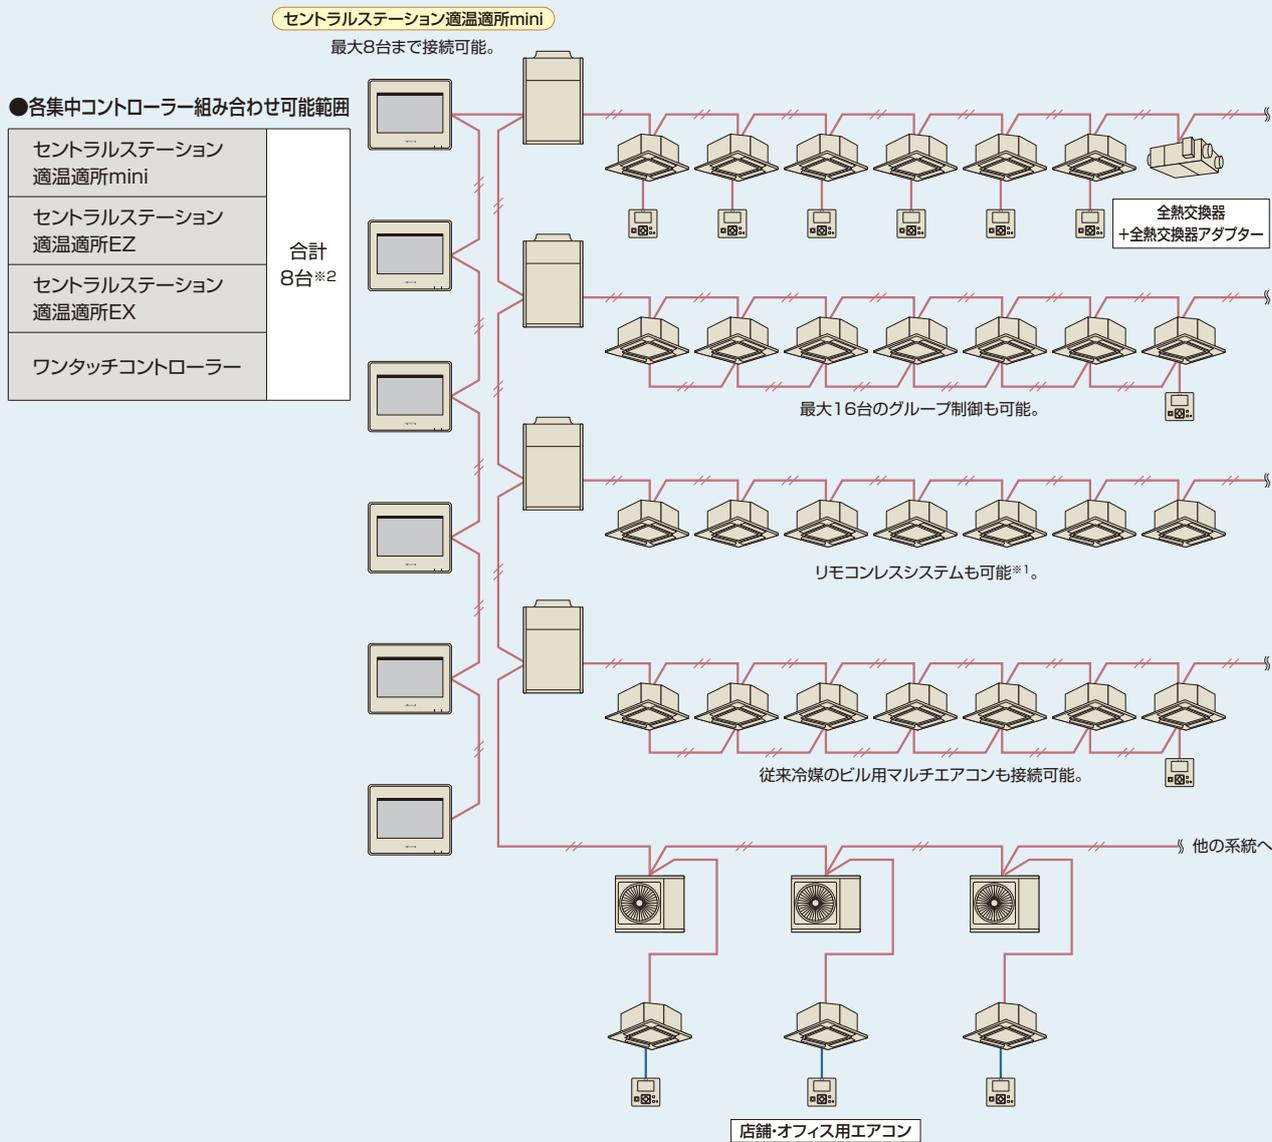 セントラルステーション適温適所mini
最大8台まで接続可能。
●各集中コントローラー組み合わせ可能範囲
セントラルステーション
適温適所mini
セントラルステーション
適温適所EZ
セントラルステーション
適温適所EX
ワンタッチコントローラー
合計
8台※2
全熱交換器
+全熱交換器アダプター
最大16台のグループ制御も可能。
リモコンレスシステムも可能※1。
従来冷媒のビル用マルチエアコンも接続可能。
他の系統へ
店舗・オフィス用エアコン